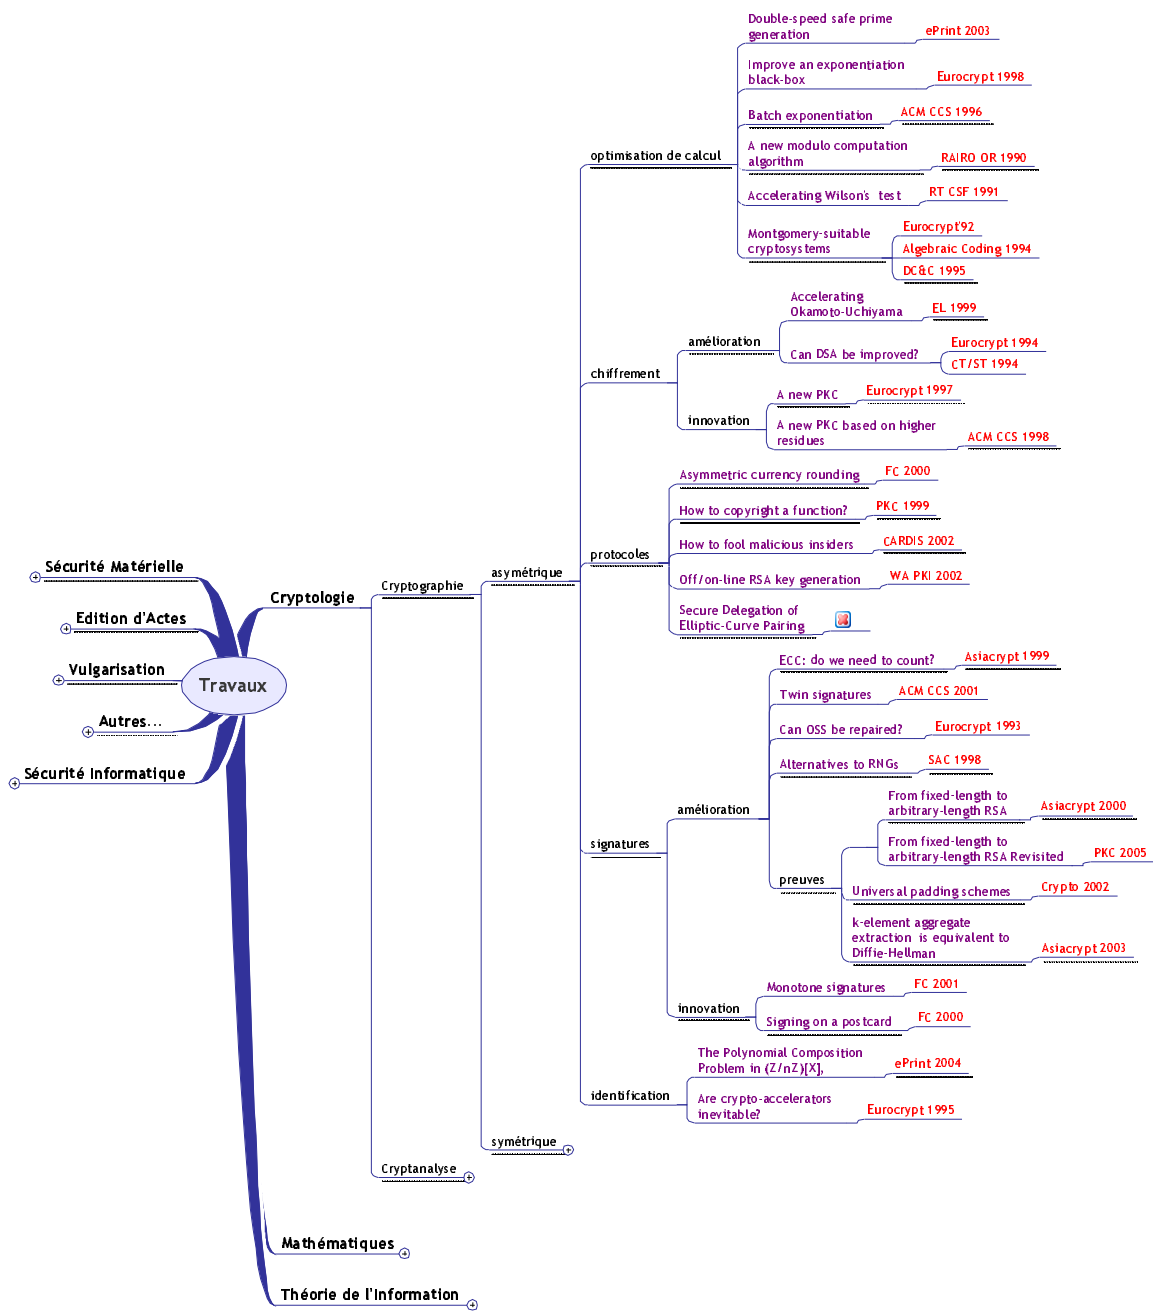 Travaux
Sécurité Matérielle
Edition d'Actes
Vulgarisation
Autres...
Sécurité Informatique
Cryptologie
Cryptographie
asymétrique
optimisation de calcul
Double-speed safe prime
generation
ePrint 2003
Improve an exponentiation
black-box
Eurocrypt 1998
Batch exponentiation
ACM CCS 1996
A new modulo computation
algorithm
RAIRO OR 1990
Accelerating Wilson's test
RT CSF 1991
Montgomery-suitable
cryptosystems
Eurocrypt'92
Algebraic Coding 1994
DC&C 1995
chiffrement
amélioration
Accelerating
Okamoto-Uchiyama
EL 1999
Can DSA be improved?
Eurocrypt 1994
CT/ST 1994
innovation
A new PKC
Eurocrypt 1997
A new PKC based on higher
residues
ACM CCS 1998
protocoles
Asymmetric currency rounding
FC 2000
How to copyright a function?
PKC 1999
How to fool malicious insiders
CARDIS 2002
Off/on-line RSA key generation
WA PKI 2002
Secure Delegation of
Elliptic-Curve Pairing
signatures
amélioration
ECC: do we need to count?
Asiacrypt 1999
Twin signatures
ACM CCS 2001
Can OSS be repaired?
Eurocrypt 1993
Alternatives to RNGs
SAC 1998
preuves
From fixed-length to
arbitrary-length RSA
Asiacrypt 2000
From fixed-length to
arbitrary-length RSA Revisited
PKC 2005
Universal padding schemes
Crypto 2002
k-element aggregate
extraction is equivalent to
Diffie-Hellman
Asiacrypt 2003
innovation
Monotone signatures
FC 2001
Signing on a postcard
FC 2000
identification
The Polynomial Composition
Problem in (Z/nZ)[X],
ePrint 2004
Are crypto-accelerators
inevitable?
Eurocrypt 1995
symétrique
Cryptanalyse
Mathématiques
Théorie de l'Information